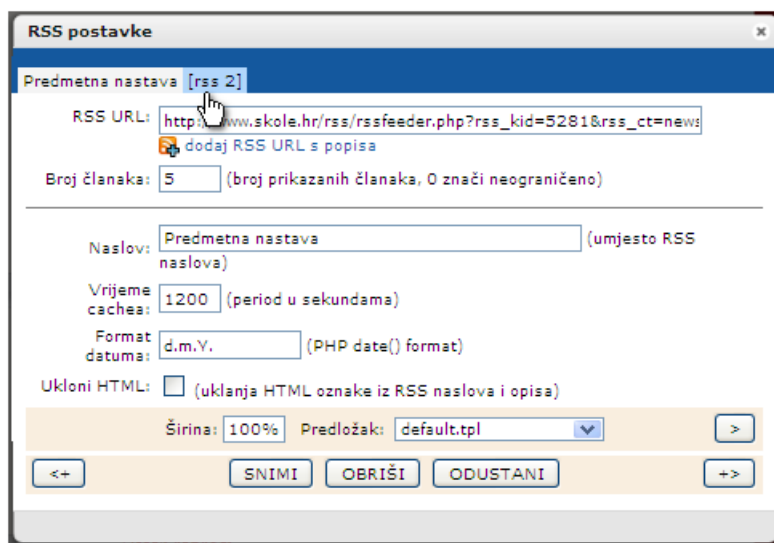 RSS postavke
Predmetna nastava [rss 2]
RSS URL: http://www.skole.hr/rss/rssfeeder.php?rss_kid=5281&rss_ct=news
dodaj RSS URL s popisa
Broj članaka: 5 (broj prikazanih članaka, 0 znači neograničeno)
Naslov: Predmetna nastava (umjesto RSS
naslova)
Vrijeme
cachea: 1200 (period u sekundama)
Format
datuma: d.m.Y. (PHP date() format)
Ukloni HTML: (uklanja HTML oznake iz RSS naslova i opisa)
Širina: 100% Predložak: default.tpl >
<+ SNIMI OBRIŠI ODUSTANI +>